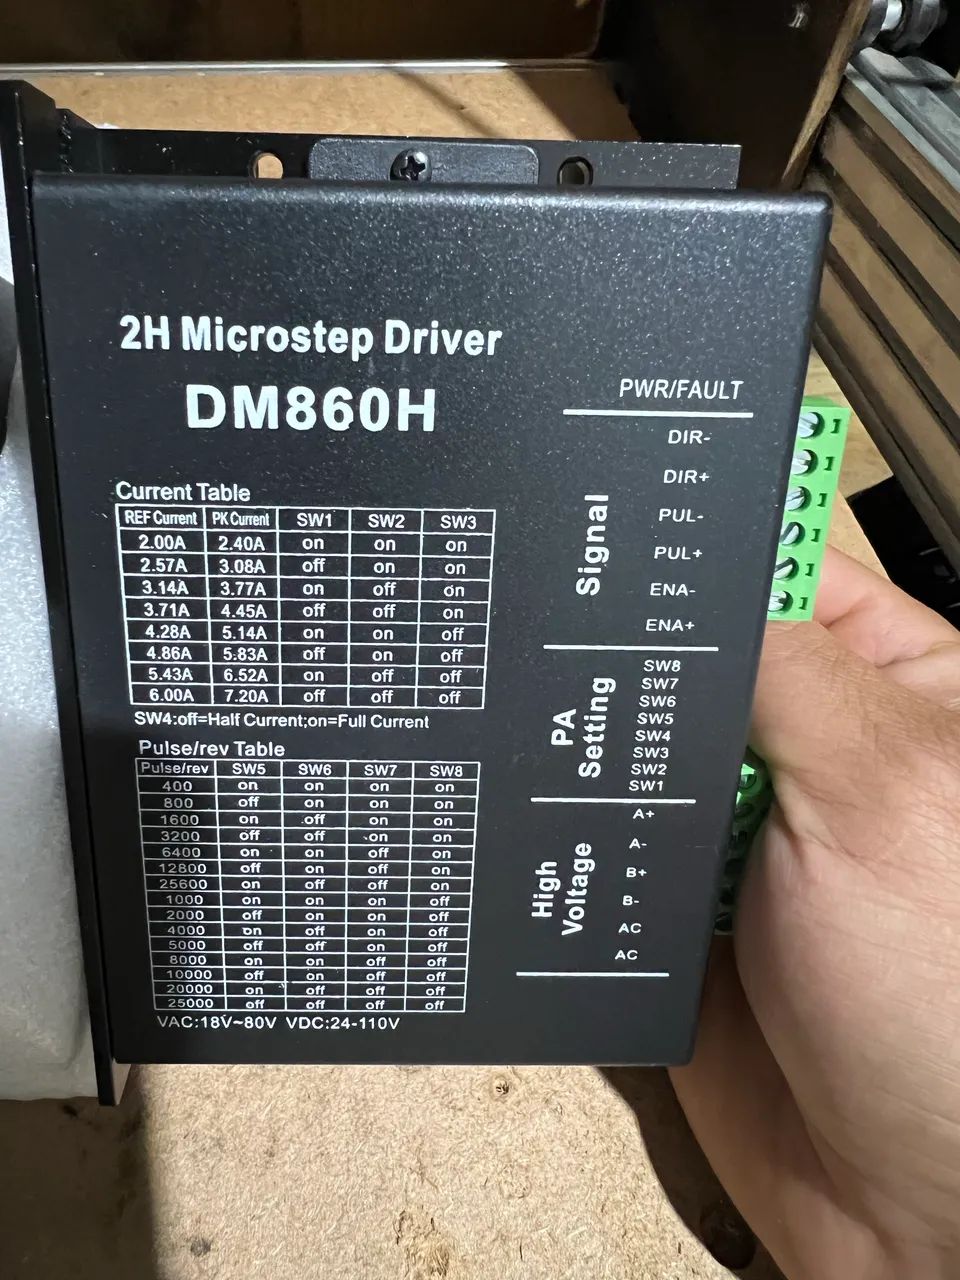 2H Microstep Driver
DM860H
Current Table
REF Current PK Current SW1 SW2 SW3
2.00A 2.40A on on on
2.57A 3.08A off on on
3.14A 3.77A on off on
3.71A 4.45A off off on
4.28A 5.14A on on off
4.86A 5.83A off on off
5.43A 6.52A on off off
6.00A 7.20A off off off
SW4:off=Half Current;on=Full Current
Pulse/rev Table
Pulse/rev SW5 SW6 SW7 SW8
400 on on on on
800 off on on on
1600 on off on on
3200 off off on on
6400 on on off on
12800 off on off on
25600 on off off on
1000 on on on off
2000 off on on off
4000 on off on off
5000 off off on off
8000 on on off off
10000 off on off off
20000 on off off off
25000 off off off off
VAC:18V~80V VDC:24-110V
PWR/FAULT
Signal
DIR-
DIR+
PUL-
PUL+
ENA-
ENA+
PA
Setting
SW8
SW7
SW6
SW5
SW4
SW3
SW2
SW1
High
Voltage
A+
A-
B+
B-
AC
AC